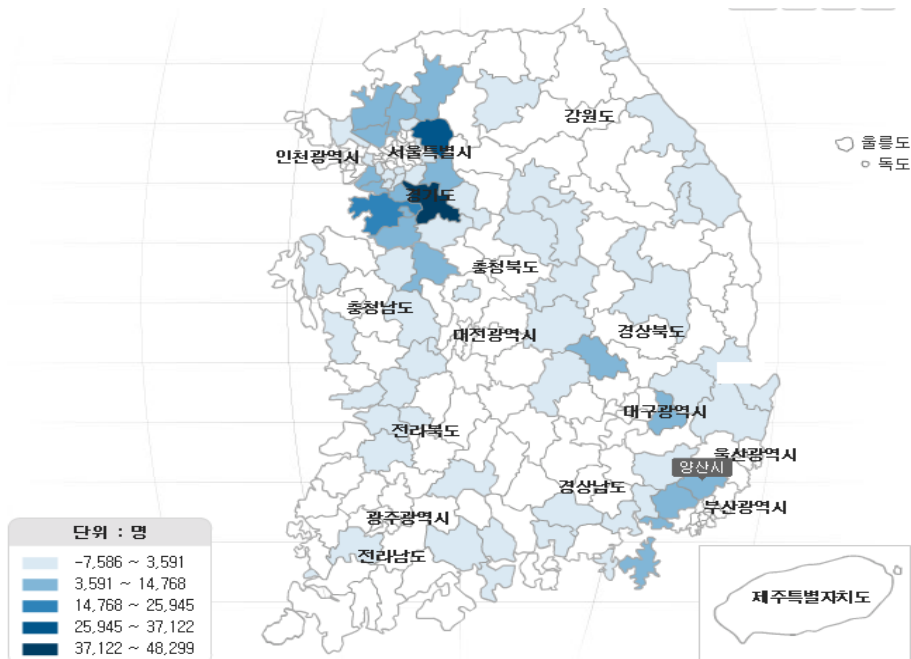 강원도
울릉도
독도
인천광역시
서울특별시
경기도
충청북도
충청남도
대전광역시
경상북도
대구광역시
전라북도
울산광역시
양산시
경상남도
부산광역시
광주광역시
전라남도
제주특별자치도
단위 : 명
-7,586 ~ 3,591
3,591 ~ 14,768
14,768 ~ 25,945
25,945 ~ 37,122
37,122 ~ 48,299